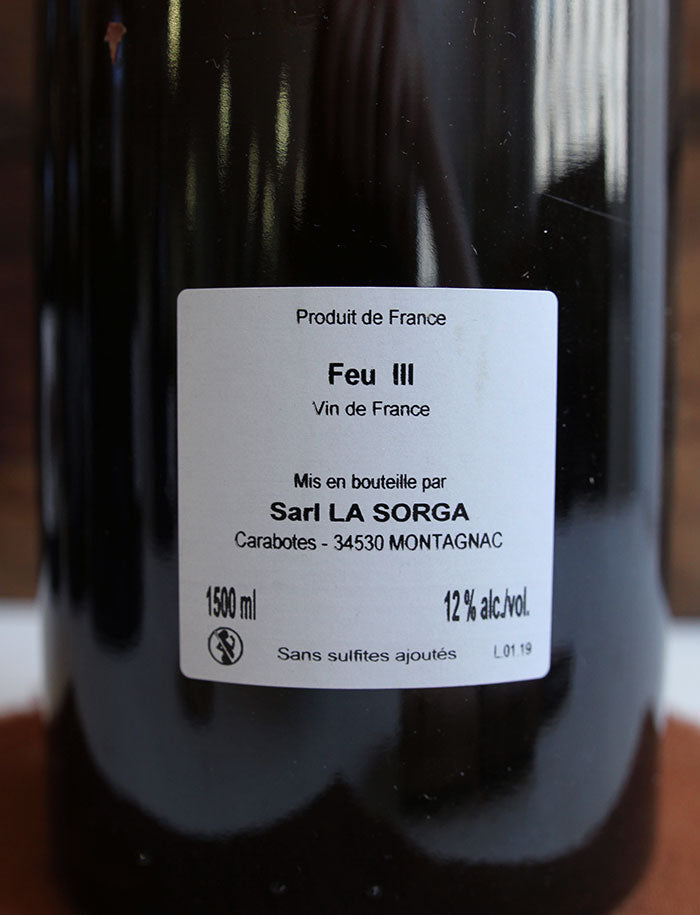 Produit de France
Feu III
Vin de France
Mis en bouteille par
Sarl LA SORGA
Carabotes - 34530 MONTAGNAC
1500 ml 12 % alc./vol.
Sans sulfites ajoutés L.01.19